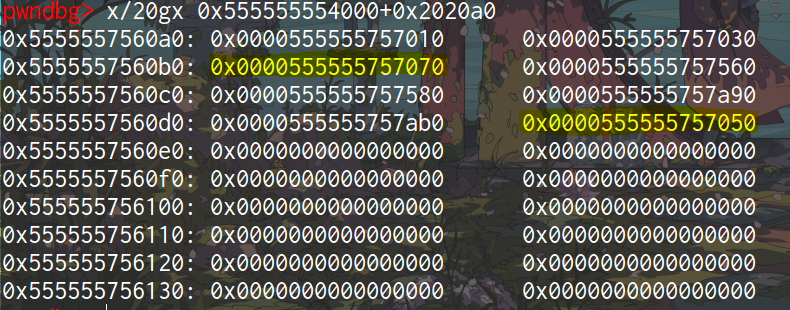 pwndbg> x/20gx 0x555555554000+0x2020a0
0x5555557560a0: 0x0000555555757010 0x0000555555757030
0x5555557560b0: 0x0000555555757070 0x0000555555757560
0x5555557560c0: 0x0000555555757580 0x0000555555757a90
0x5555557560d0: 0x0000555555757ab0 0x0000555555757050
0x5555557560e0: 0x0000000000000000 0x0000000000000000
0x5555557560f0: 0x0000000000000000 0x0000000000000000
0x555555756100: 0x0000000000000000 0x0000000000000000
0x555555756110: 0x0000000000000000 0x0000000000000000
0x555555756120: 0x0000000000000000 0x0000000000000000
0x555555756130: 0x0000000000000000 0x0000000000000000